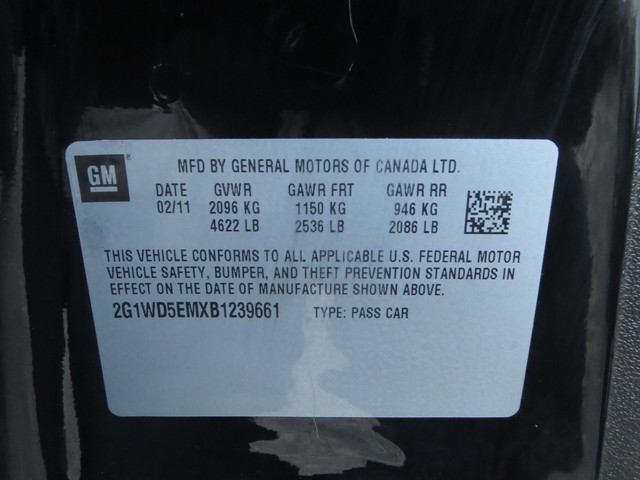 GM
MFD BY GENERAL MOTORS OF CANADA LTD.
DATE GVWR GAWR FRT GAWR RR
02/11 2096 KG 1150 KG 946 KG
4622 LB 2536 LB 2086 LB
THIS VEHICLE CONFORMS TO ALL APPLICABLE U.S. FEDERAL MOTOR
VEHICLE SAFETY, BUMPER, AND THEFT PREVENTION STANDARDS IN
EFFECT ON THE DATE OF MANUFACTURE SHOWN ABOVE.
2G1WD5EMXB1239661 TYPE: PASS CAR